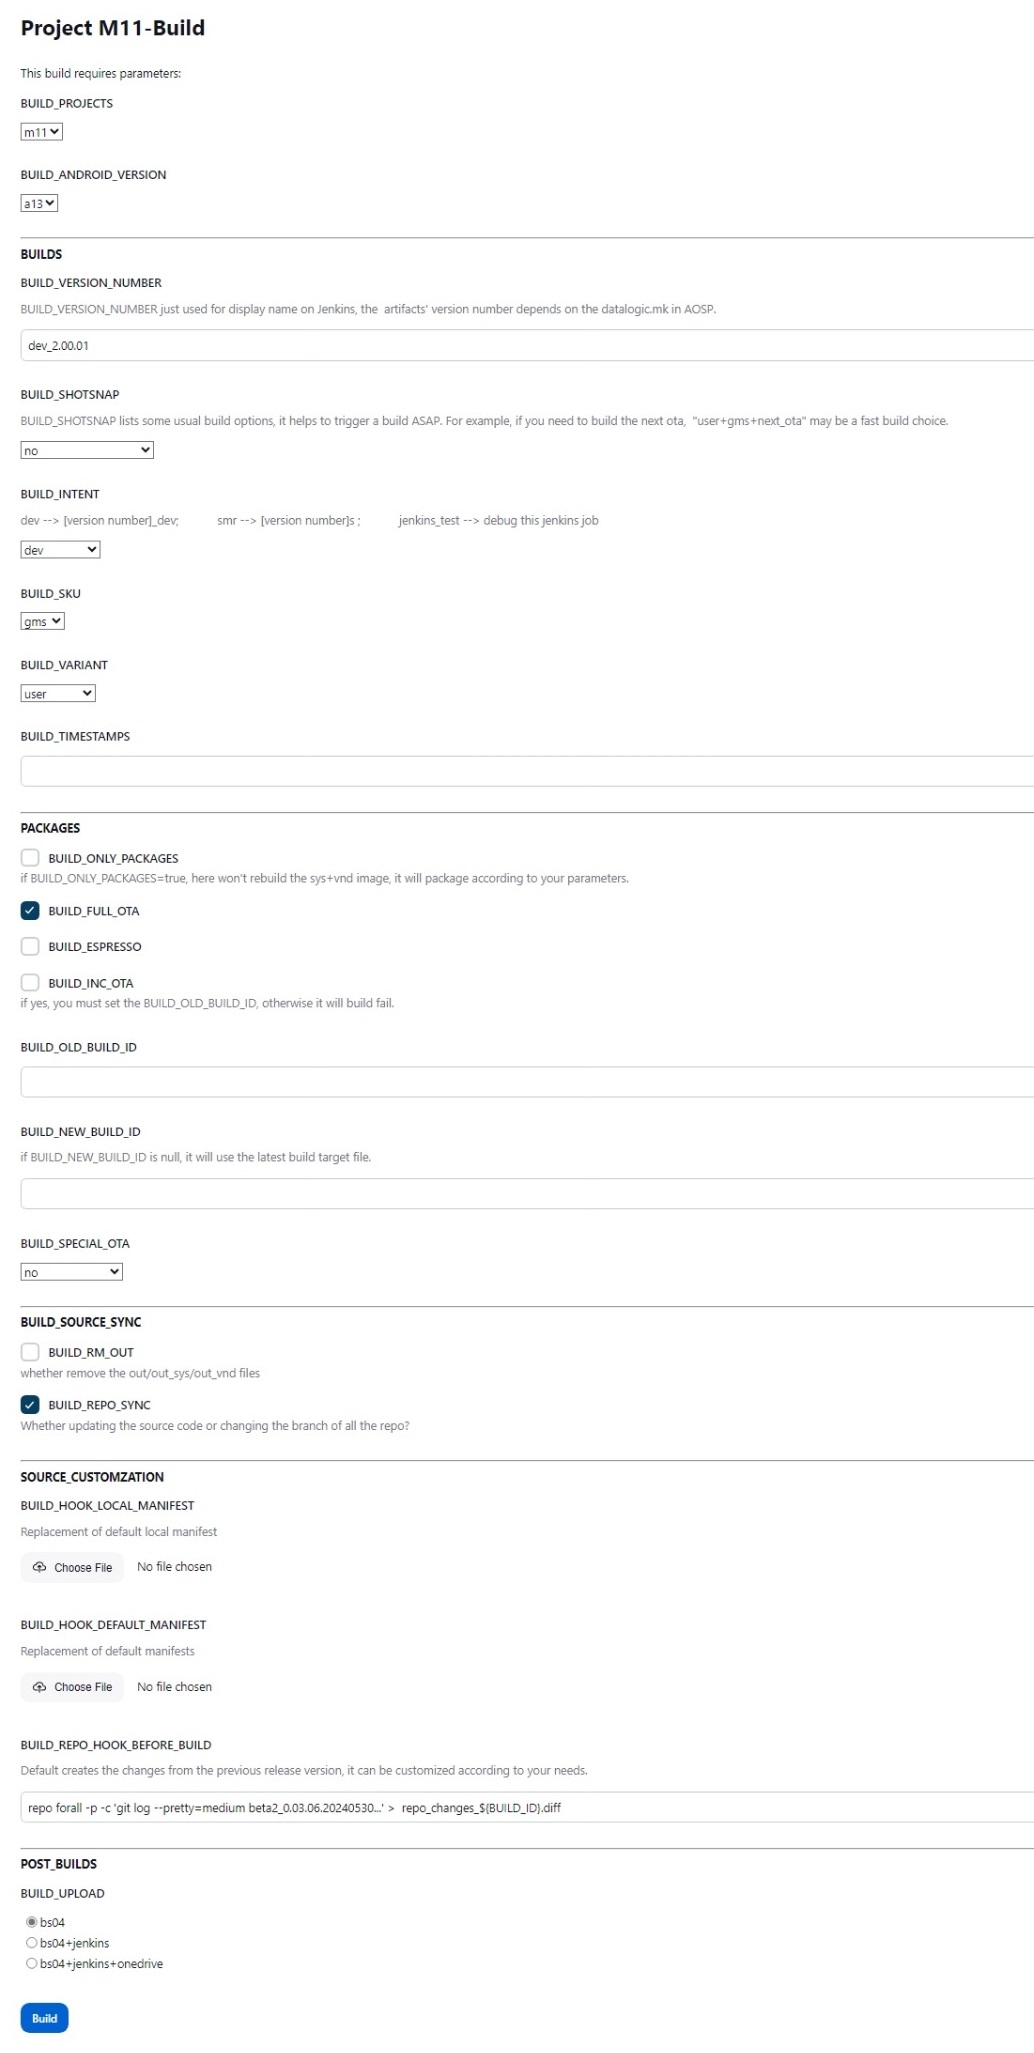 Project M11-Build
This build requires parameters:
BUILD_PROJECTS
m11
BUILD_ANDROID_VERSION
a13
BUILDS
BUILD_VERSION_NUMBER
BUILD_VERSION_NUMBER just used for display name on Jenkins, the  artifacts' version number depends on the datalogic.mk in AOSP.
dev_2.00.01
BUILD_SHOTSNAP
BUILD_SHOTSNAP lists some usual build options, it helps to trigger a build ASAP. For example, if you need to build the next ota,  "user+gms+next_ota" may be a fast build choice.
no
BUILD_INTENT
dev --> [version number]_dev;  smr --> [version number]s ;  jenkins_test --> debug this jenkins job
dev
BUILD_SKU
gms
BUILD_VARIANT
user
BUILD_TIMESTAMPS
PACKAGES
BUILD_ONLY_PACKAGES
if BUILD_ONLY_PACKAGES=true, here won't rebuild the sys+vnd image, it will package according to your parameters.
BUILD_FULL_OTA
BUILD_ESPRESSO
BUILD_INC_OTA
if yes, you must set the BUILD_OLD_BUILD_ID, otherwise it will build fail.
BUILD_OLD_BUILD_ID
BUILD_NEW_BUILD_ID
if BUILD_NEW_BUILD_ID is null, it will use the latest build target file.
BUILD_SPECIAL_OTA
no
BUILD_SOURCE_SYNC
BUILD_RM_OUT
whether remove the out/out_sys/out_vnd files
BUILD_REPO_SYNC
Whether updating the source code or changing the branch of all the repo?
SOURCE_CUSTOMZATION
BUILD_HOOK_LOCAL_MANIFEST
Replacement of default local manifest
Choose File No file chosen
BUILD_HOOK_DEFAULT_MANIFEST
Replacement of default manifests
Choose File No file chosen
BUILD_REPO_HOOK_BEFORE_BUILD
Default creates the changes from the previous release version, it can be customized according to your needs.
repo forall -p -c 'git log --pretty=medium beta2_0.03.06.20240530...' >  repo_changes_${BUILD_ID}.diff
POST_BUILDS
BUILD_UPLOAD
bs04
bs04+jenkins
bs04+jenkins+onedrive
Build